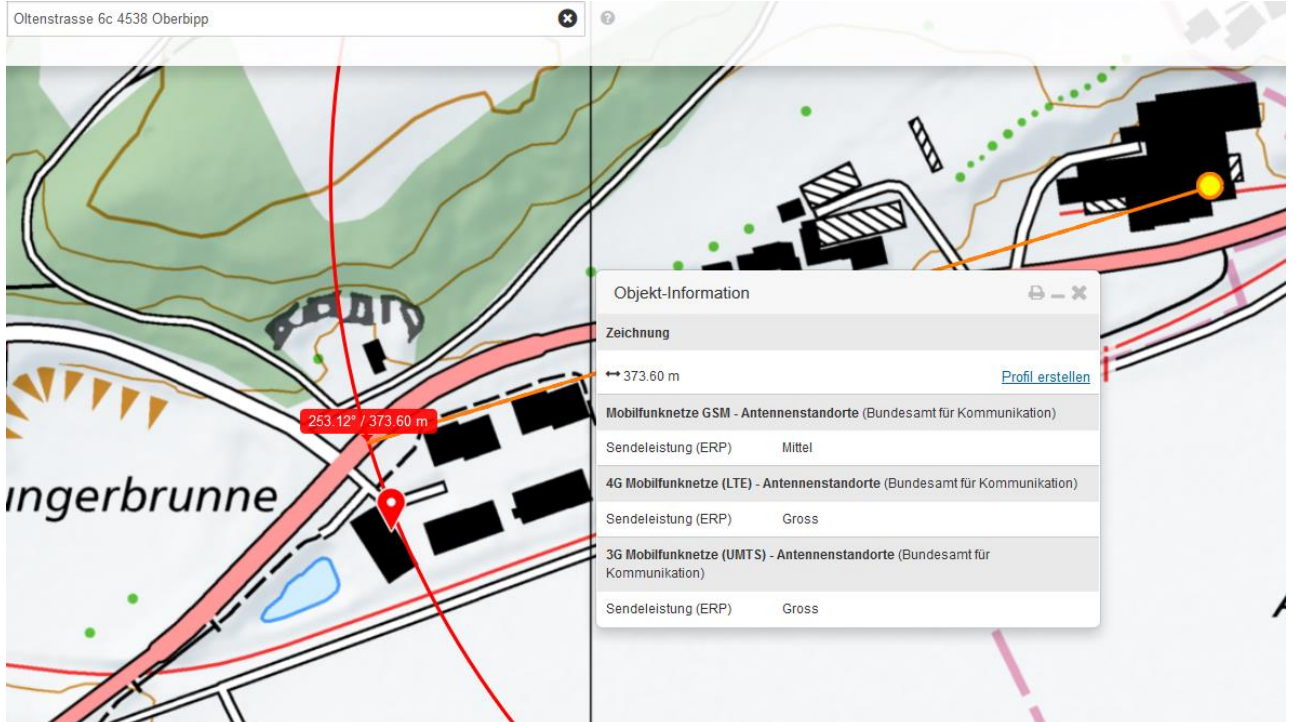 Oltenstrasse 6c 4538 Oberbipp
?
Objekt-Information
Zeichnung
373.60 m
Profil erstellen
Mobilfunknetze GSM - Antennenstandorte (Bundesamt für Kommunikation)
Sendeleistung (ERP) Mittel
4G Mobilfunknetze (LTE) - Antennenstandorte (Bundesamt für Kommunikation)
Sendeleistung (ERP) Gross
3G Mobilfunknetze (UMTS) - Antennenstandorte (Bundesamt für
Kommunikation)
Sendeleistung (ERP) Gross
253.12° / 373.60 m
ungerbrunne